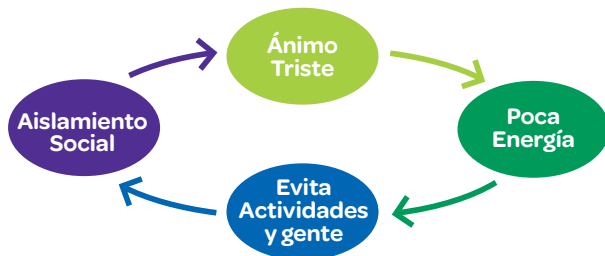 Ánimo
Triste
Poca
Energía
Evita
Actividades
y gente
Aislamiento
Social